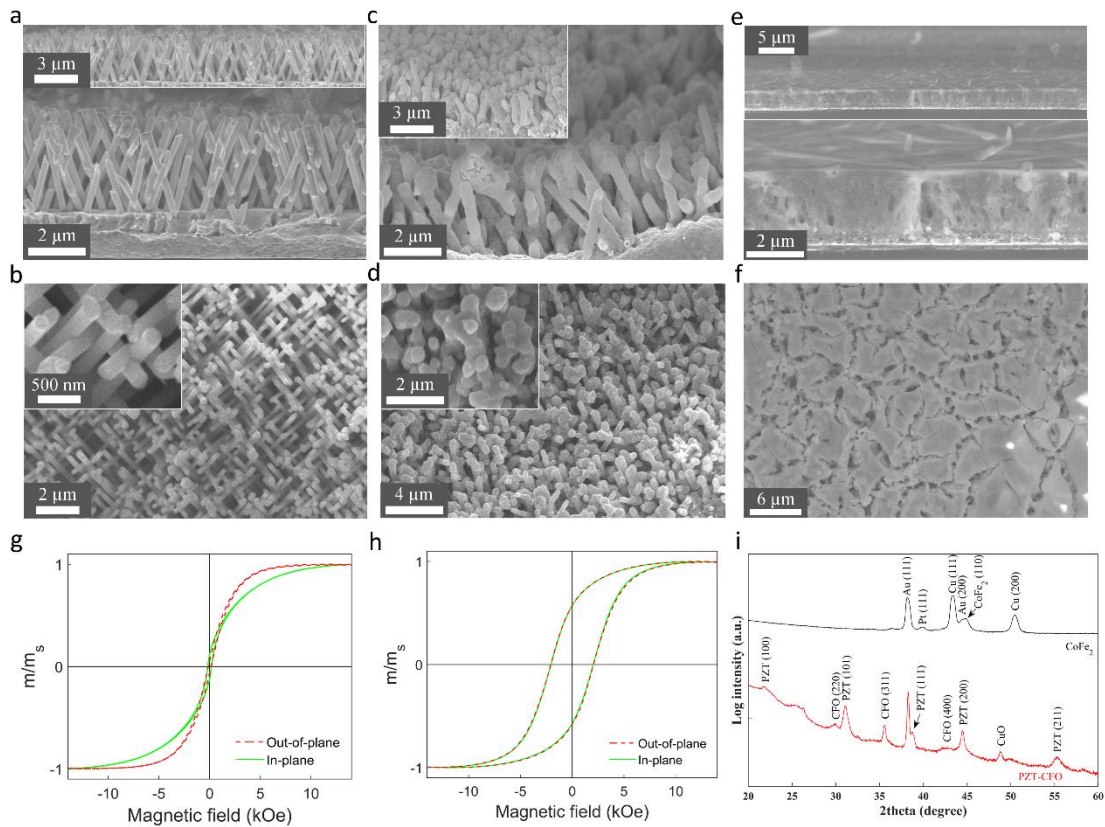 a
3 µm
2 µm
b
500 nm
2 µm
c
3 µm
2 µm
d
2 µm
4 µm
e
5 µm
2 µm
f
6 µm
g
m/mₛ
1
0
-1
Out-of-plane
In-plane
-10 -5 0 5 10
Magnetic field (kOe)
h
m/mₛ
1
0
-1
Out-of-plane
In-plane
-10 -5 0 5 10
Magnetic field (kOe)
i
Log intensity (a.u.)
Au (111)
Pt (111)
Cu (111)
Au (200)
CoFe₂ (110)
Cu (200)
CoFe₂
PZT (100)
CFO (220)
PZT (101)
CFO (311)
PZT (111)
CFO (400)
PZT (200)
CuO
PZT (211)
PZT-CFO
20 25 30 35 40 45 50 55 60
2theta (degree)